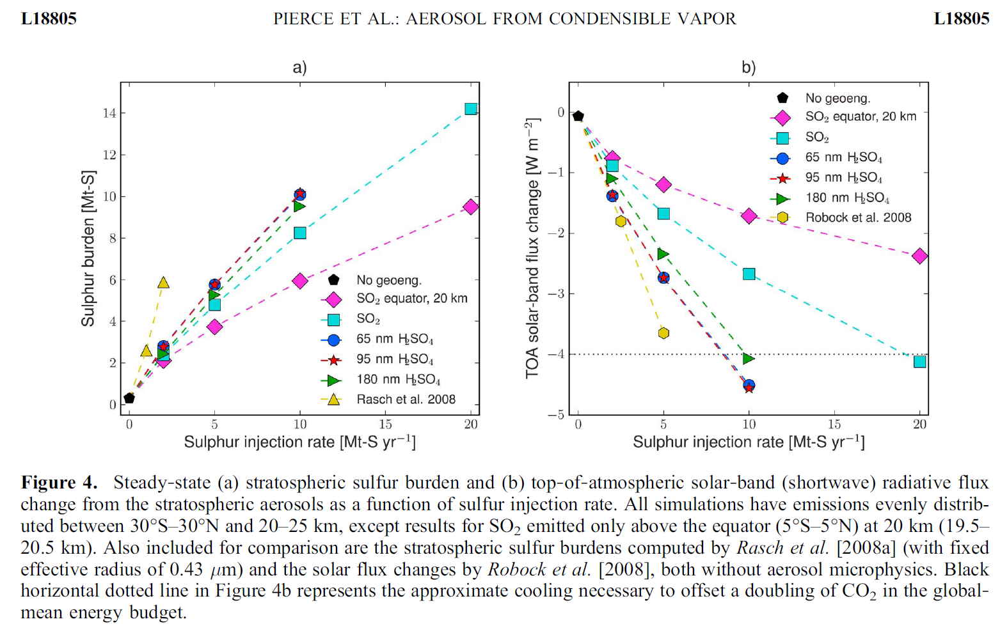 L18805 PIERCE ET AL.: AEROSOL FROM CONDENSIBLE VAPOR L18805
a)
Sulphur burden [Mt-S]
14
12
10
8
6
4
2
0
0 5 10 15 20
Sulphur injection rate [Mt-S yr⁻¹]
No geoeng.
SO₂ equator, 20 km
SO₂
65 nm H₂SO₄
95 nm H₂SO₄
180 nm H₂SO₄
Rasch et al. 2008
b)
TOA solar-band flux change [W m⁻²]
0
−1
−2
−3
−4
−5
0 5 10 15 20
Sulphur injection rate [Mt-S yr⁻¹]
No geoeng.
SO₂ equator, 20 km
SO₂
65 nm H₂SO₄
95 nm H₂SO₄
180 nm H₂SO₄
Robock et al. 2008
Figure 4. Steady-state (a) stratospheric sulfur burden and (b) top-of-atmospheric solar-band (shortwave) radiative flux
change from the stratospheric aerosols as a function of sulfur injection rate. All simulations have emissions evenly distrib-
uted between 30°S–30°N and 20–25 km, except results for SO₂ emitted only above the equator (5°S–5°N) at 20 km (19.5–
20.5 km). Also included for comparison are the stratospheric sulfur burdens computed by Rasch et al. [2008a] (with fixed
effective radius of 0.43 μm) and the solar flux changes by Robock et al. [2008], both without aerosol microphysics. Black
horizontal dotted line in Figure 4b represents the approximate cooling necessary to offset a doubling of CO₂ in the global-
mean energy budget.